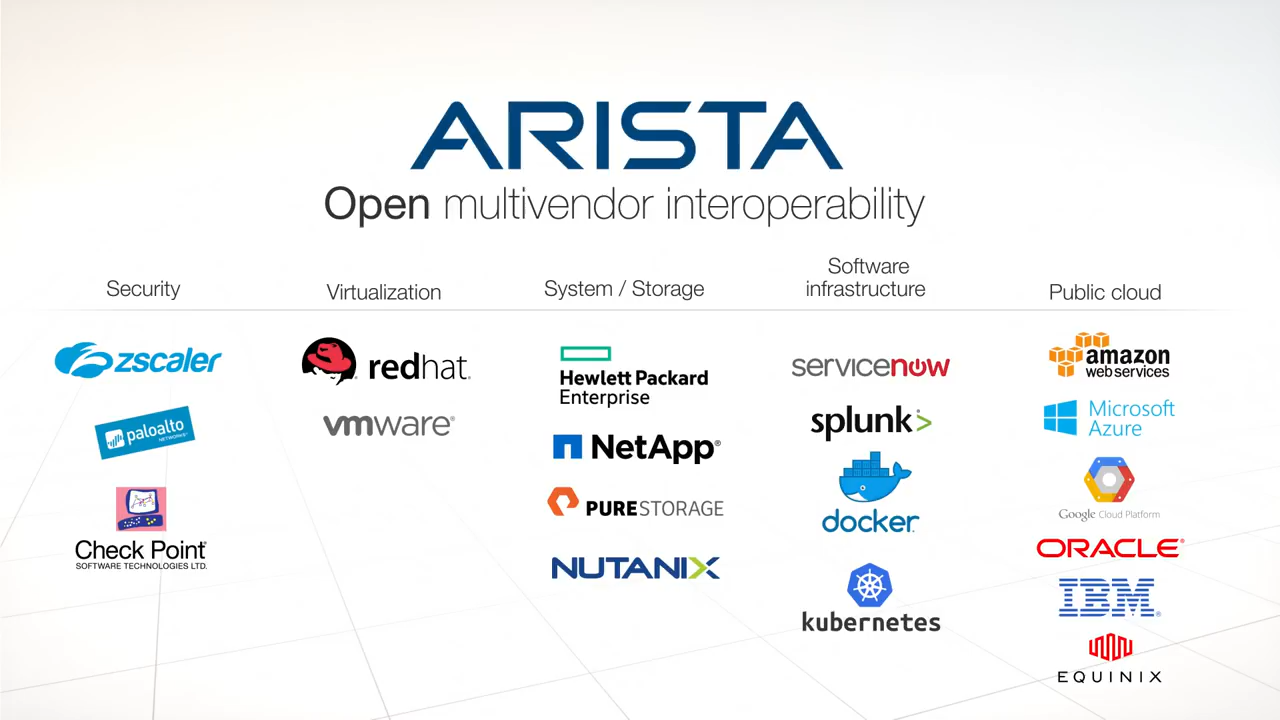 ARISTA
Open multivendor interoperability
Security
zscaler
paloalto
NETWORKS
Check Point
SOFTWARE TECHNOLOGIES LTD.
Virtualization
redhat.
vmware®
System / Storage
Hewlett Packard
Enterprise
NetApp®
PURESTORAGE
NUTANIX
Software
infrastructure
servicenow
splunk>
docker
kubernetes
Public cloud
amazon
web services
Microsoft
Azure
Google Cloud Platform
ORACLE®
IBM®
EQUINIX